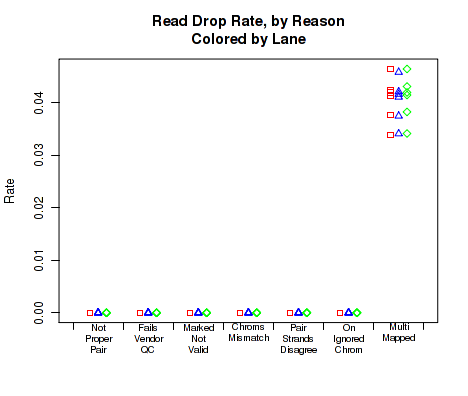 Read Drop Rate, by Reason
Colored by Lane
Rate
0.04
0.03
0.02
0.01
0.00
Not
Proper
Pair
Fails
Vendor
QC
Marked
Not
Valid
Chroms
Mismatch
Pair
Strands
Disagree
On
Ignored
Chrom
Multi
Mapped